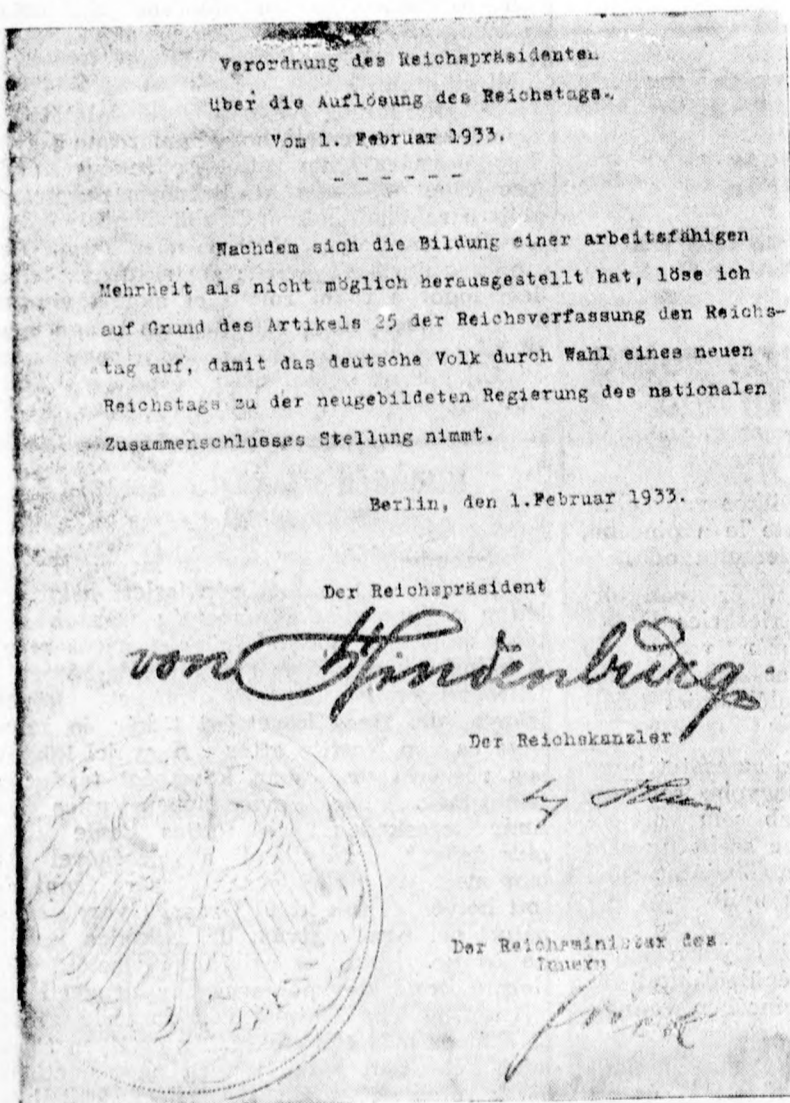 Verordnung des Reichspräsidenten
über die Auflösung des Reichstags.
Vom 1. Februar 1933.
- - - - - -
Nachdem sich die Bildung einer arbeitsfähigen
Mehrheit als nicht möglich herausgestellt hat, löse ich
auf Grund des Artikels 25 der Reichsverfassung den Reichs-
tag auf, damit das deutsche Volk durch Wahl eines neuen
Reichstags zu der neugebildeten Regierung des nationalen
Zusammenschlusses Stellung nimmt.
Berlin, den 1.Februar 1933.
Der Reichspräsident
von Hindenburg.
Der Reichskanzler
Der Reichsminister des
Innern
Frick